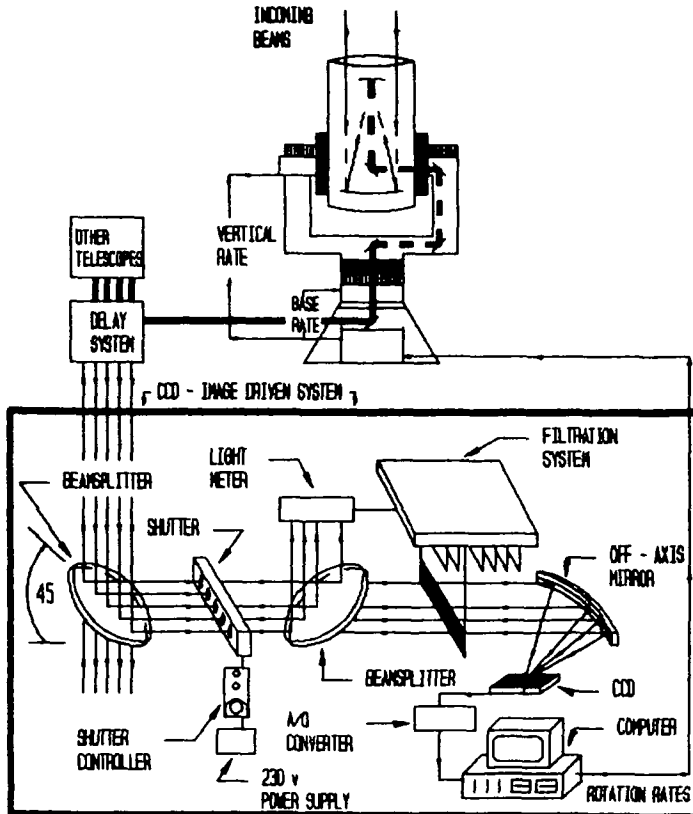 INCOMING
BEAMS
OTHER
TELESCOPES
VERTICAL
RATE
BASE
RATE
DELAY
SYSTEM
CCD - IMAGE DRIVEN SYSTEM
FILTRATION
SYSTEM
LIGHT
METER
BEAMSPLITTER
SHUTTER
OFF - AXIS
MIRROR
45
BEAMSPLITTER
CCD
SHUTTER
CONTROLLER
A/D
CONVERTER
COMPUTER
230 v
POWER SUPPLY
ROTATION RATES